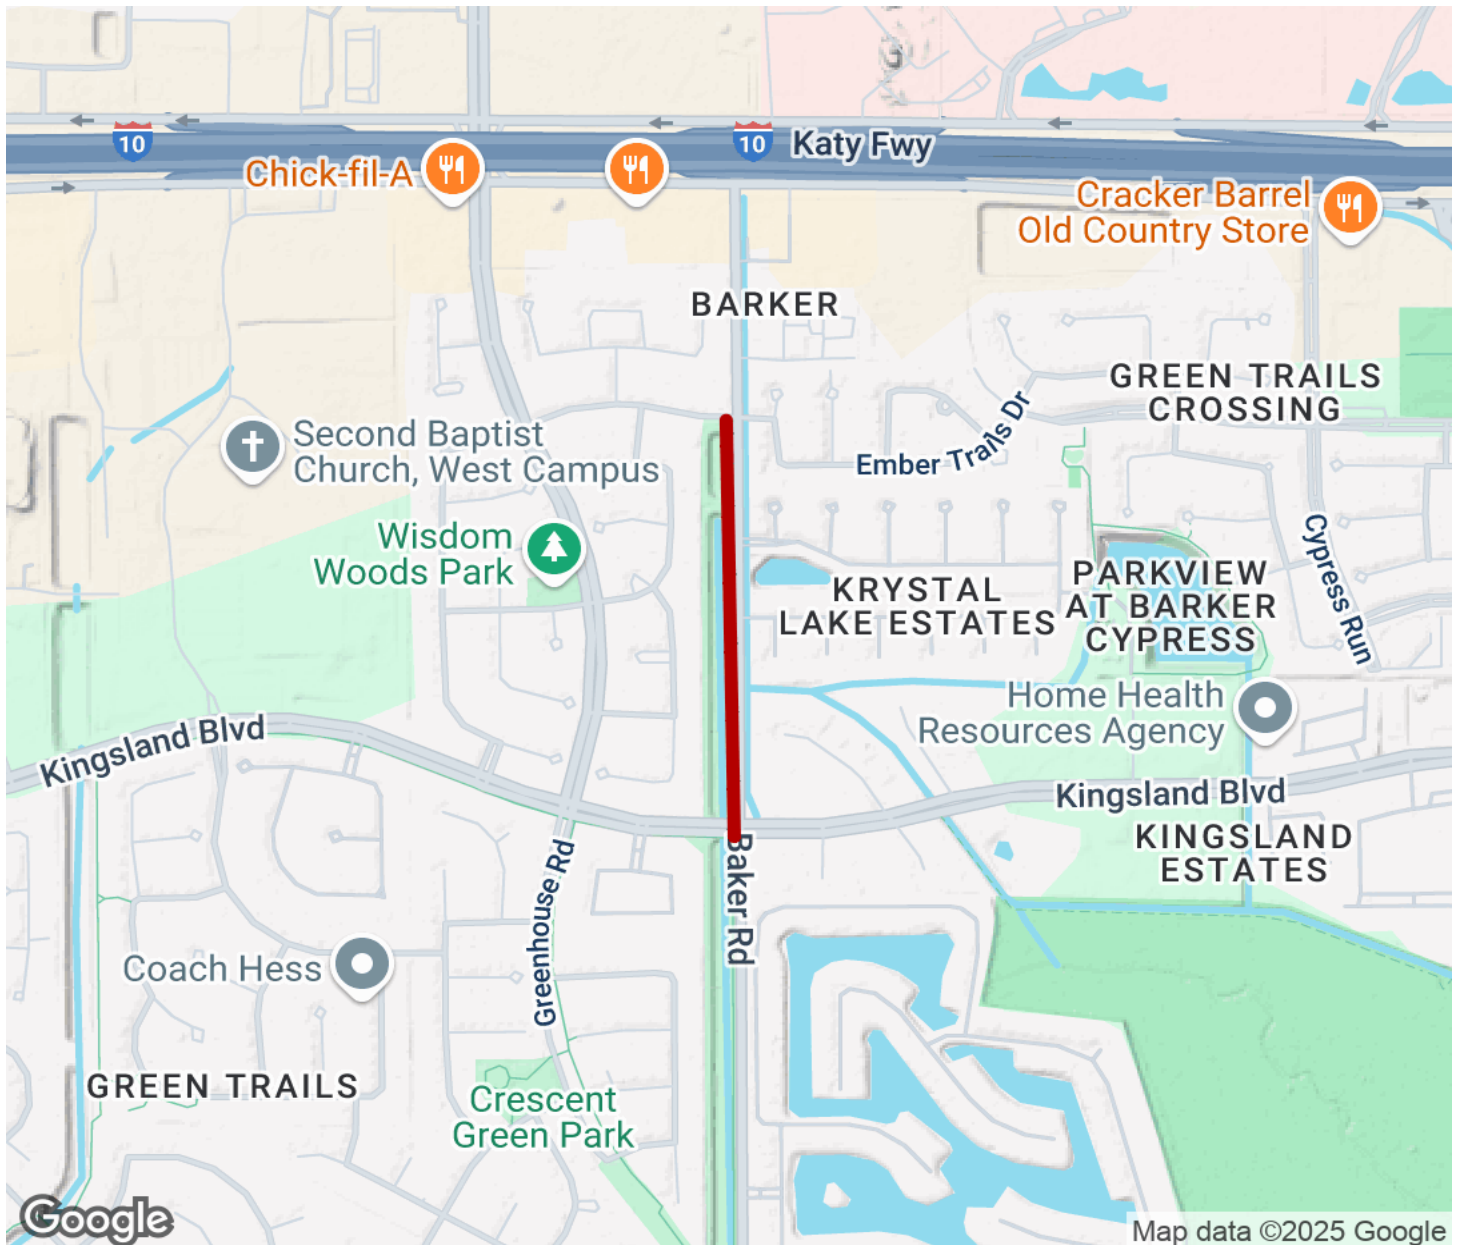 10
10
Katy Fwy
Chick-fil-A
Cracker Barrel
Old Country Store
BARKER
GREEN TRAILS
CROSSING
Second Baptist
Church, West Campus
Ember Trails Dr
Wisdom
Woods Park
Cypress Run
KRYSTAL
LAKE ESTATES
PARKVIEW
AT BARKER
CYPRESS
Home Health
Resources Agency
Kingsland Blvd
Kingsland Blvd
KINGSLAND
ESTATES
Baker Rd
Greenhouse Rd
Coach Hess
GREEN TRAILS
Crescent
Green Park
Google
Map data ©2025 Google